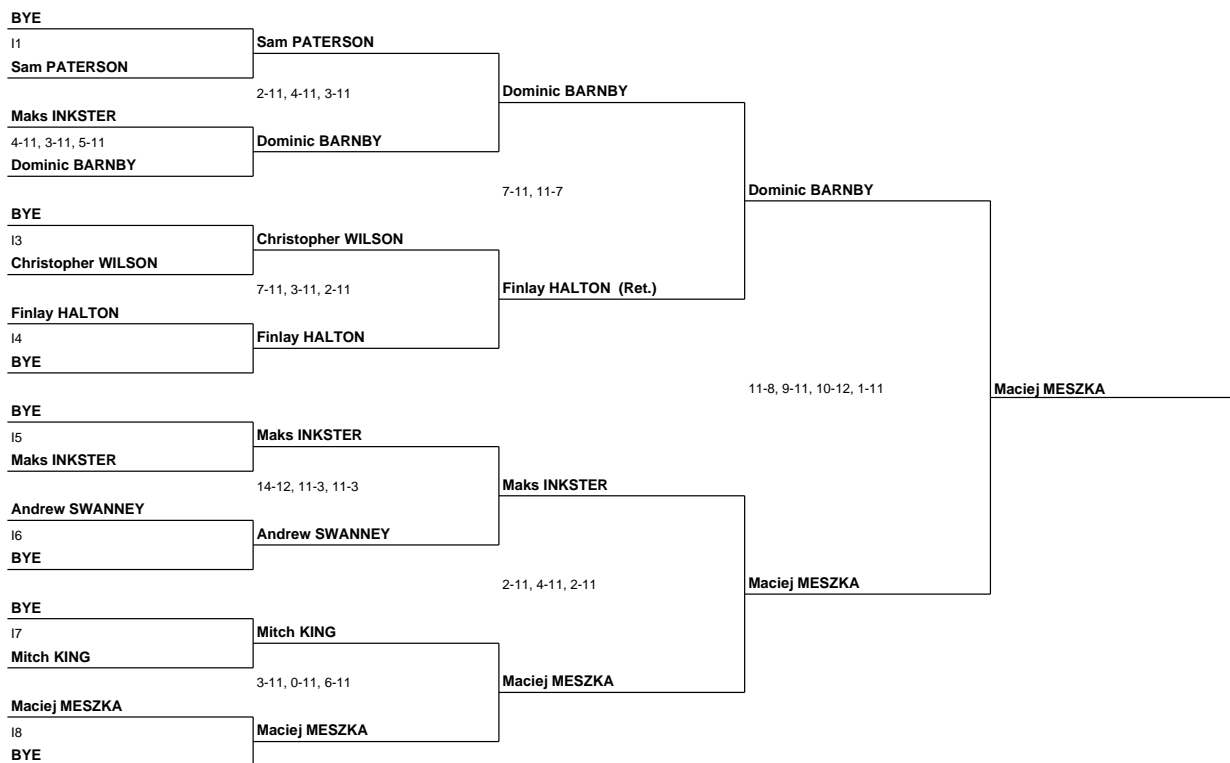 BYE
I1
Sam PATERSON
Maks INKSTER
4-11, 3-11, 5-11
Dominic BARNBY
BYE
I3
Christopher WILSON
Finlay HALTON
I4
BYE
BYE
I5
Maks INKSTER
Andrew SWANNEY
I6
BYE
BYE
I7
Mitch KING
Maciej MESZKA
I8
BYE
Sam PATERSON
2-11, 4-11, 3-11
Dominic BARNBY
Christopher WILSON
7-11, 3-11, 2-11
Finlay HALTON
Maks INKSTER
14-12, 11-3, 11-3
Andrew SWANNEY
Mitch KING
3-11, 0-11, 6-11
Maciej MESZKA
Dominic BARNBY
7-11, 11-7
Finlay HALTON (Ret.)
Maks INKSTER
2-11, 4-11, 2-11
Maciej MESZKA
Dominic BARNBY
11-8, 9-11, 10-12, 1-11
Maciej MESZKA
Maciej MESZKA